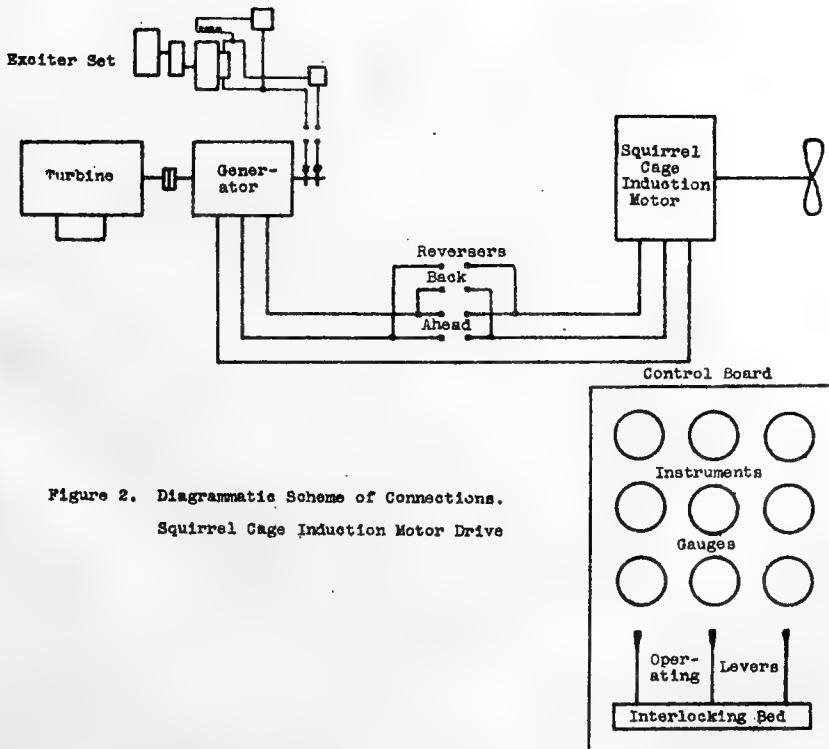 Exciter Set
Turbine
Gener-
ator
Squirrel
Cage
Induction
Motor
Reversers
Back
Ahead
Control Board
Instruments
Gauges
Oper-
ating
Levers
Interlocking Bed
Figure 2. Diagrammatic Scheme of Connections.
Squirrel Cage Induction Motor Drive